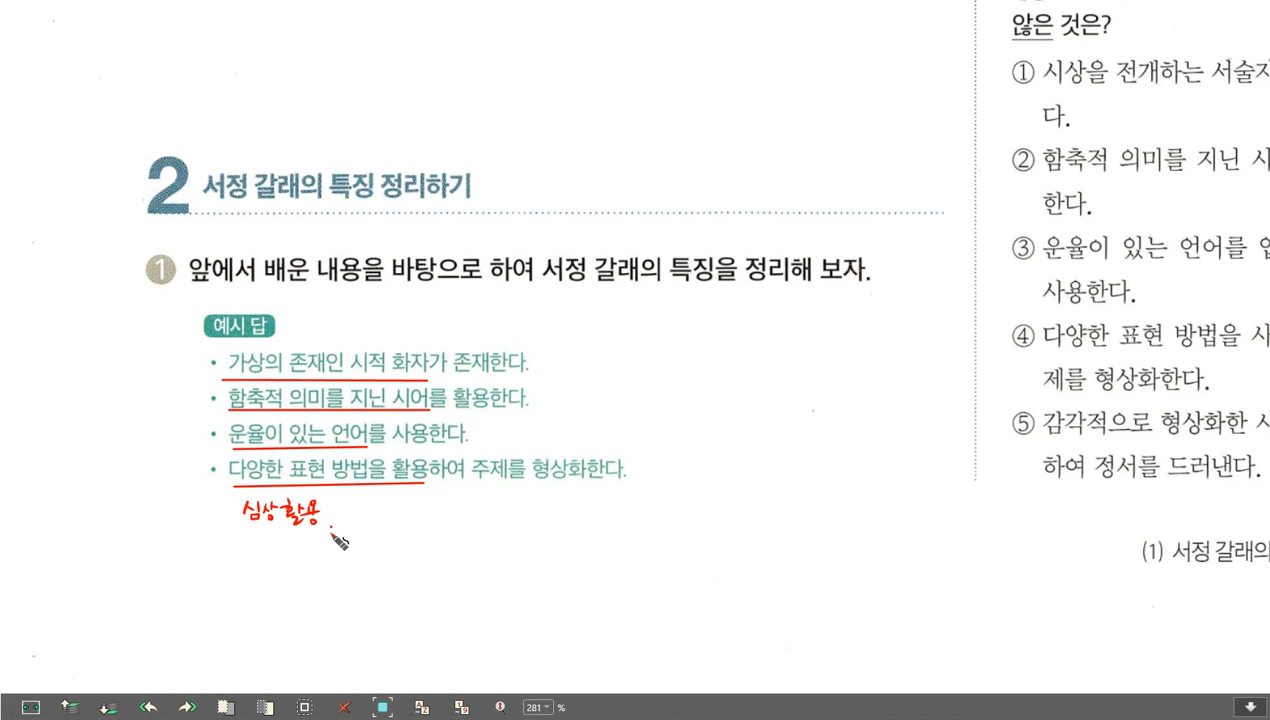 2 서정 갈래의 특징 정리하기
1 앞에서 배운 내용을 바탕으로 하여 서정 갈래의 특징을 정리해 보자.
예시 답
• 가상의 존재인 시적 화자가 존재한다.
• 함축적 의미를 지닌 시어를 활용한다.
• 운율이 있는 언어를 사용한다.
• 다양한 표현 방법을 활용하여 주제를 형상화한다.
심상 활용
않은 것은?
① 시상을 전개하는
다.
② 함축적 의미를 지닌
한다.
③ 운율이 있는 언어를
사용한다.
④ 다양한 표현 방법을
제를 형상화한다.
⑤ 감각적으로 형상화한
하여 정서를 드러낸다.
(1) 서정 갈래의
281 %